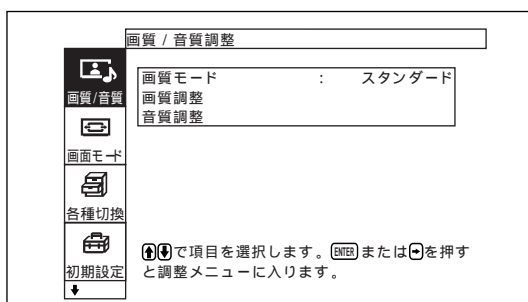 画質 / 音質調整
画質/音質
画面モード
各種切換
初期設定
画質モード : スタンダード
画質調整
音質調整
で項目を選択します。ENTERまたは→を押す
と調整メニューに入ります。